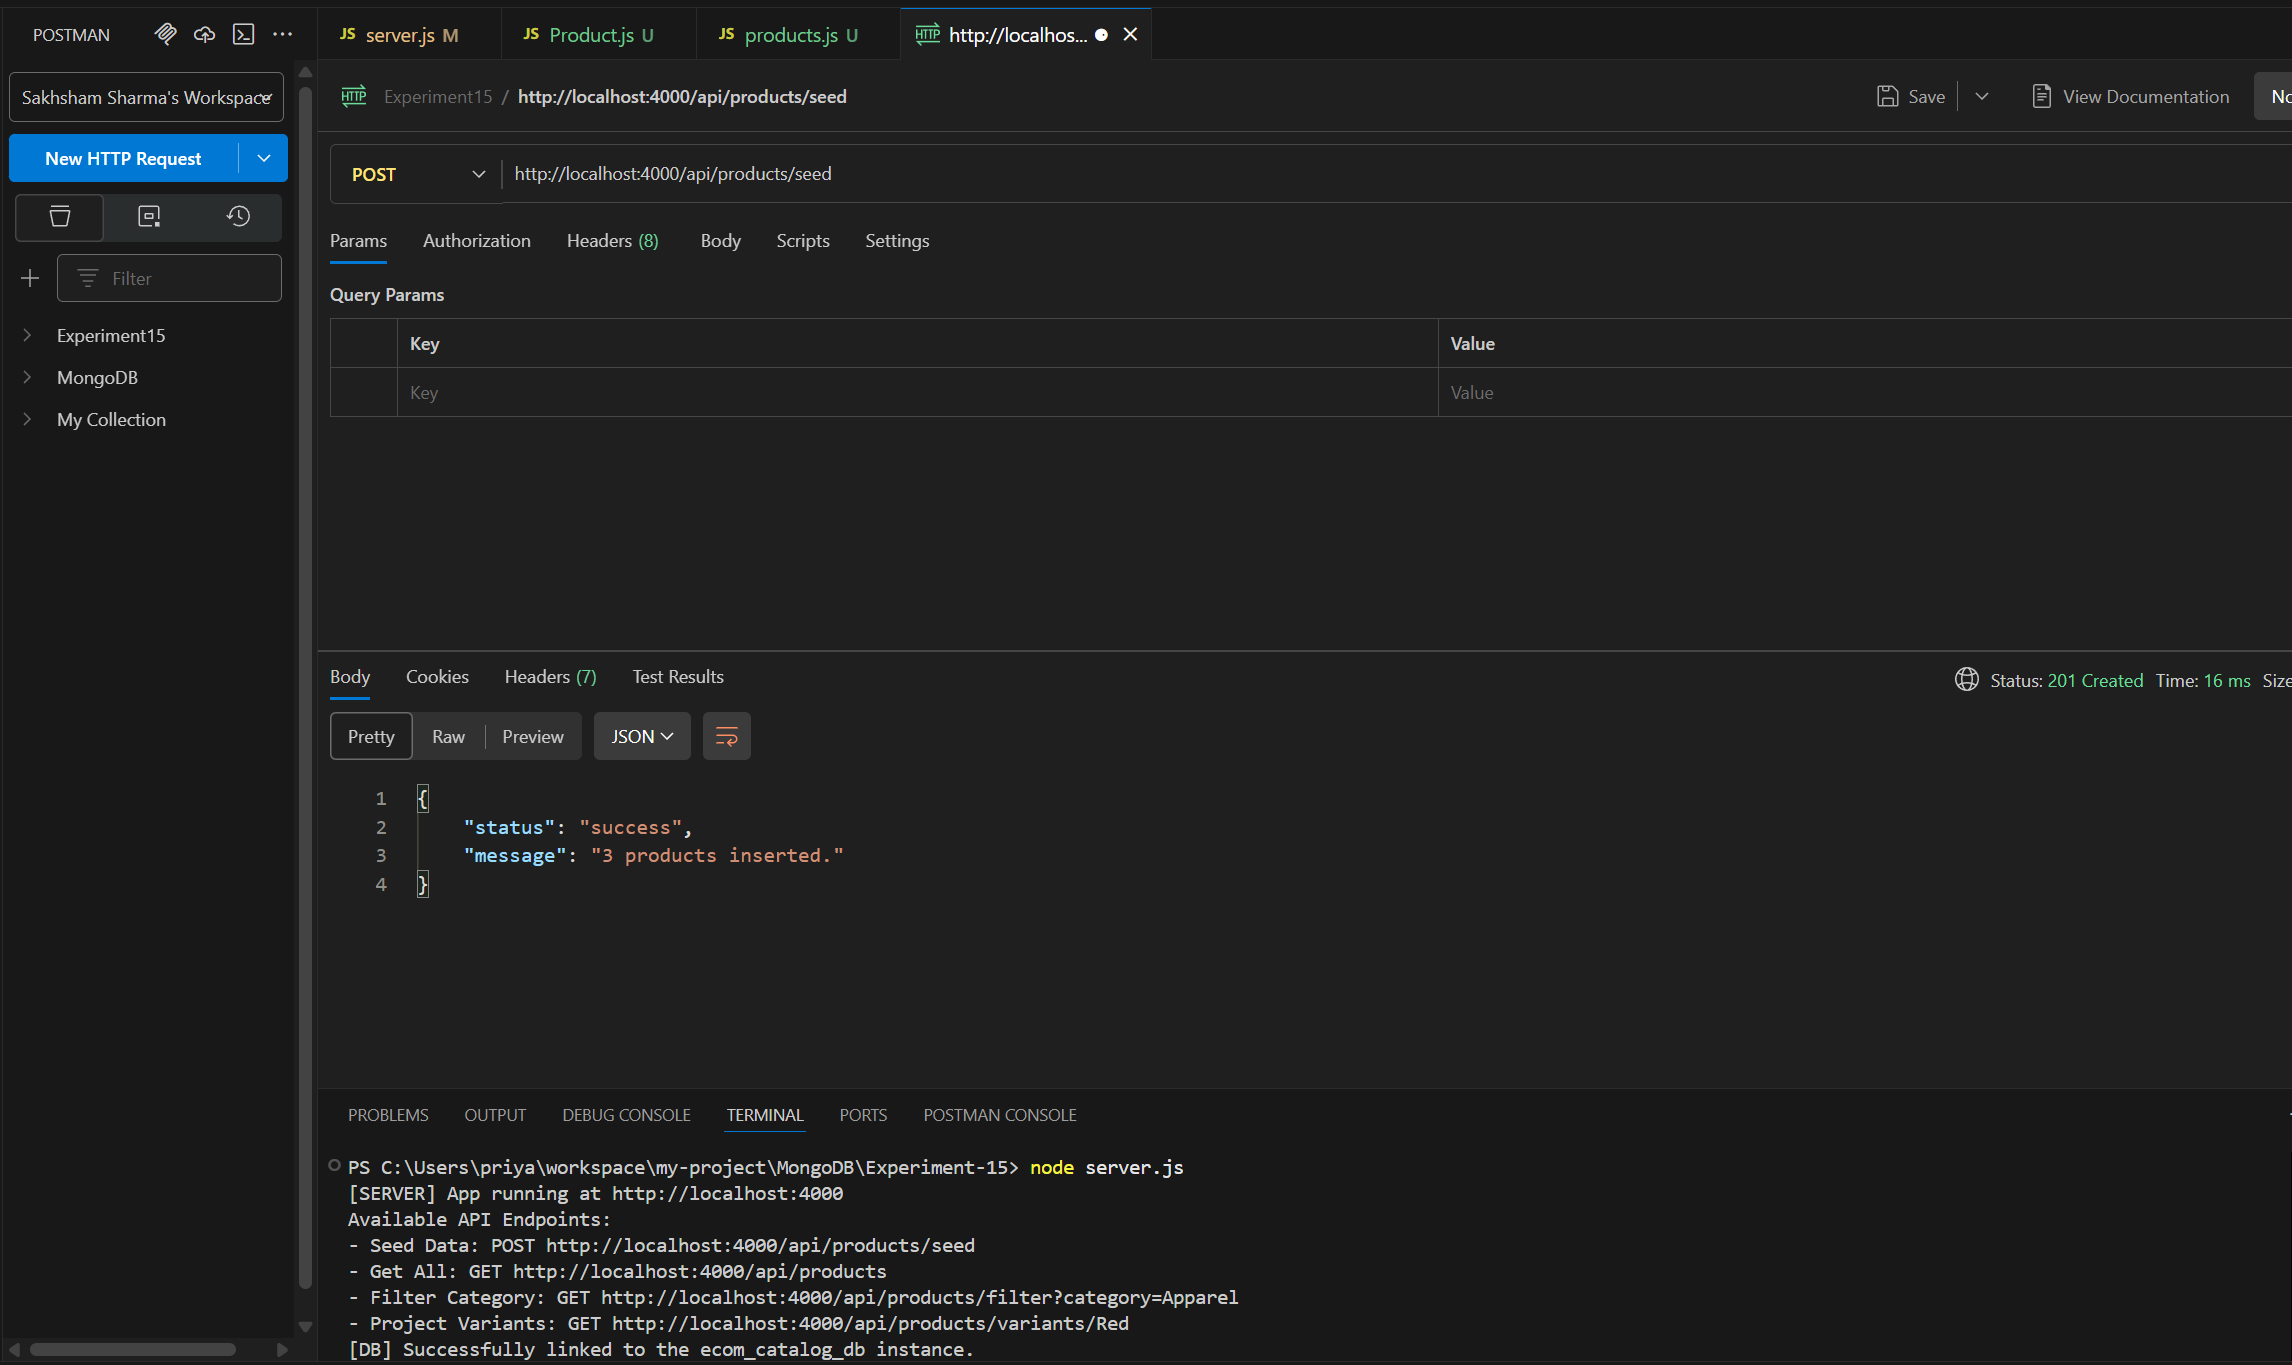 POSTMAN
Sakhsham Sharma's Workspace
New HTTP Request
Filter
Experiment15
MongoDB
My Collection
JS server.js M
JS Product.js U
JS products.js U
HTTP http://localhos...
HTTP Experiment15 / http://localhost:4000/api/products/seed
Save
View Documentation
POST http://localhost:4000/api/products/seed
Params Authorization Headers (8) Body Scripts Settings
Query Params
Key Value
Key Value
Body Cookies Headers (7) Test Results
Status: 201 Created Time: 16 ms
Pretty Raw Preview JSON
1 {
2 "status": "success",
3 "message": "3 products inserted."
4 }
PROBLEMS OUTPUT DEBUG CONSOLE TERMINAL PORTS POSTMAN CONSOLE
PS C:\Users\priya\workspace\my-project\MongoDB\Experiment-15> node server.js
[SERVER] App running at http://localhost:4000
Available API Endpoints:
- Seed Data: POST http://localhost:4000/api/products/seed
- Get All: GET http://localhost:4000/api/products
- Filter Category: GET http://localhost:4000/api/products/filter?category=Apparel
- Project Variants: GET http://localhost:4000/api/products/variants/Red
[DB] Successfully linked to the ecom_catalog_db instance.